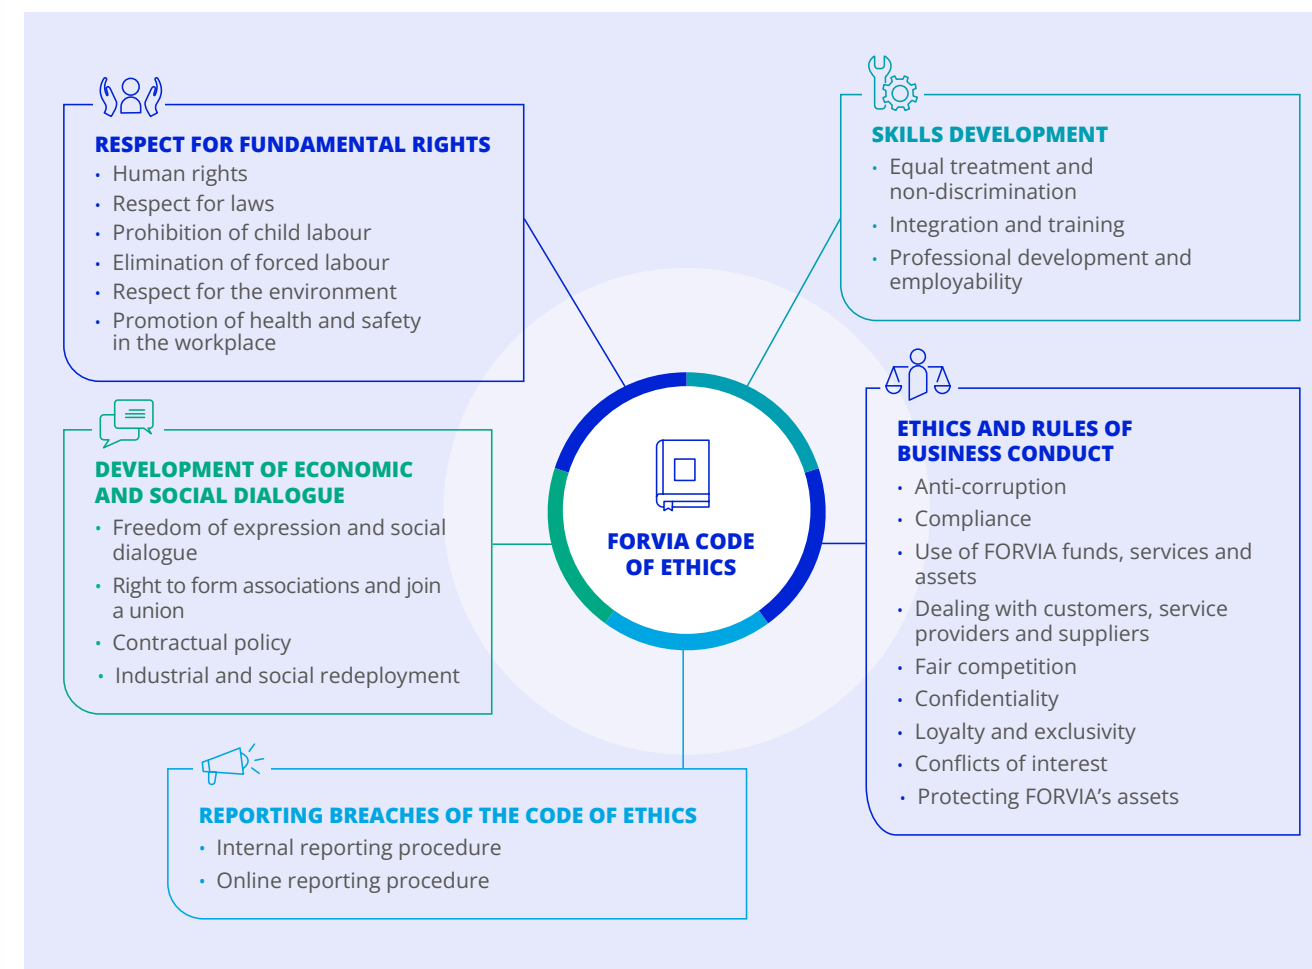 RESPECT FOR FUNDAMENTAL RIGHTS
• Human rights
• Respect for laws
• Prohibition of child labour
• Elimination of forced labour
• Respect for the environment
• Promotion of health and safety
in the workplace
SKILLS DEVELOPMENT
• Equal treatment and
non-discrimination
• Integration and training
• Professional development and
employability
DEVELOPMENT OF ECONOMIC
AND SOCIAL DIALOGUE
• Freedom of expression and social
dialogue
• Right to form associations and join
a union
• Contractual policy
• Industrial and social redeployment
FORVIA CODE
OF ETHICS
ETHICS AND RULES OF
BUSINESS CONDUCT
• Anti-corruption
• Compliance
• Use of FORVIA funds, services and
assets
• Dealing with customers, service
providers and suppliers
• Fair competition
• Confidentiality
• Loyalty and exclusivity
• Conflicts of interest
• Protecting FORVIA’s assets
REPORTING BREACHES OF THE CODE OF ETHICS
• Internal reporting procedure
• Online reporting procedure